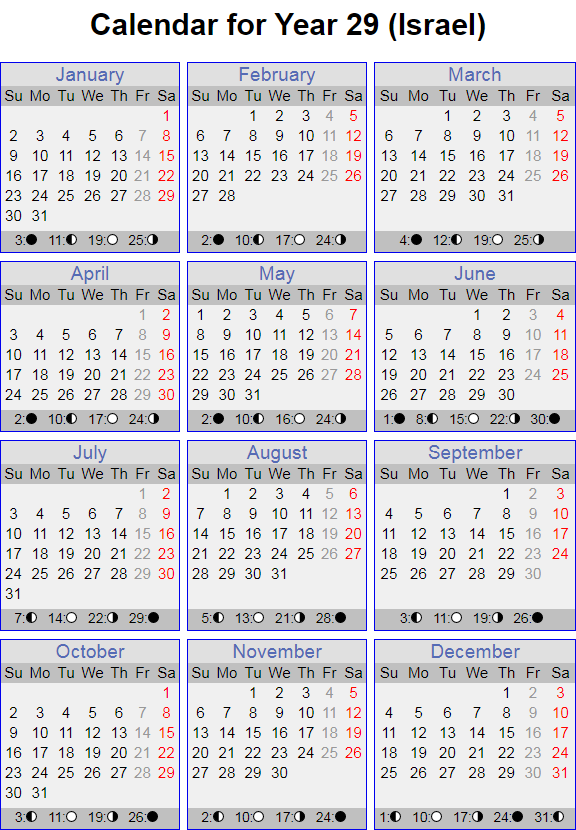 Calendar for Year 29 (Israel)
January
Su Mo Tu We Th Fr Sa
1
2 3 4 5 6 7 8
9 10 11 12 13 14 15
16 17 18 19 20 21 22
23 24 25 26 27 28 29
30 31
3:● 11:◐ 19:○ 25:◑
February
Su Mo Tu We Th Fr Sa
1 2 3 4 5
6 7 8 9 10 11 12
13 14 15 16 17 18 19
20 21 22 23 24 25 26
27 28
2:● 10:◐ 17:○ 24:◑
March
Su Mo Tu We Th Fr Sa
1 2 3 4 5
6 7 8 9 10 11 12
13 14 15 16 17 18 19
20 21 22 23 24 25 26
27 28 29 30 31
4:● 12:◐ 19:○ 25:◑
April
Su Mo Tu We Th Fr Sa
1 2
3 4 5 6 7 8 9
10 11 12 13 14 15 16
17 18 19 20 21 22 23
24 25 26 27 28 29 30
2:● 10:◐ 17:○ 24:◑
May
Su Mo Tu We Th Fr Sa
1 2 3 4 5 6 7
8 9 10 11 12 13 14
15 16 17 18 19 20 21
22 23 24 25 26 27 28
29 30 31
2:● 10:◐ 16:○ 24:◑
June
Su Mo Tu We Th Fr Sa
1 2 3 4
5 6 7 8 9 10 11
12 13 14 15 16 17 18
19 20 21 22 23 24 25
26 27 28 29 30
1:● 8:◐ 15:○ 22:◑ 30:●
July
Su Mo Tu We Th Fr Sa
1 2
3 4 5 6 7 8 9
10 11 12 13 14 15 16
17 18 19 20 21 22 23
24 25 26 27 28 29 30
31
7:◐ 14:○ 22:◑ 29:●
August
Su Mo Tu We Th Fr Sa
1 2 3 4 5 6
7 8 9 10 11 12 13
14 15 16 17 18 19 20
21 22 23 24 25 26 27
28 29 30 31
5:◐ 13:○ 21:◑ 28:●
September
Su Mo Tu We Th Fr Sa
1 2 3
4 5 6 7 8 9 10
11 12 13 14 15 16 17
18 19 20 21 22 23 24
25 26 27 28 29 30
3:◐ 11:○ 19:◑ 26:●
October
Su Mo Tu We Th Fr Sa
1
2 3 4 5 6 7 8
9 10 11 12 13 14 15
16 17 18 19 20 21 22
23 24 25 26 27 28 29
30 31
3:◐ 11:○ 19:◑ 26:●
November
Su Mo Tu We Th Fr Sa
1 2 3 4 5
6 7 8 9 10 11 12
13 14 15 16 17 18 19
20 21 22 23 24 25 26
27 28 29 30
2:◐ 10:○ 17:◑ 24:●
December
Su Mo Tu We Th Fr Sa
1 2 3
4 5 6 7 8 9 10
11 12 13 14 15 16 17
18 19 20 21 22 23 24
25 26 27 28 29 30 31
1:◐ 10:○ 17:◑ 24:● 31:◐